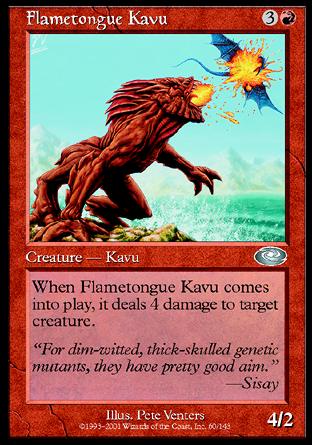 Flametongue Kavu 3
Creature — Kavu
When Flametongue Kavu comes
into play, it deals 4 damage to target
creature.
“For dim-witted, thick-skulled genetic
mutants, they have pretty good aim.”
—Sisay
Illus. Pete Venters
©1993-2001 Wizards of the Coast, Inc. 60/143
4/2